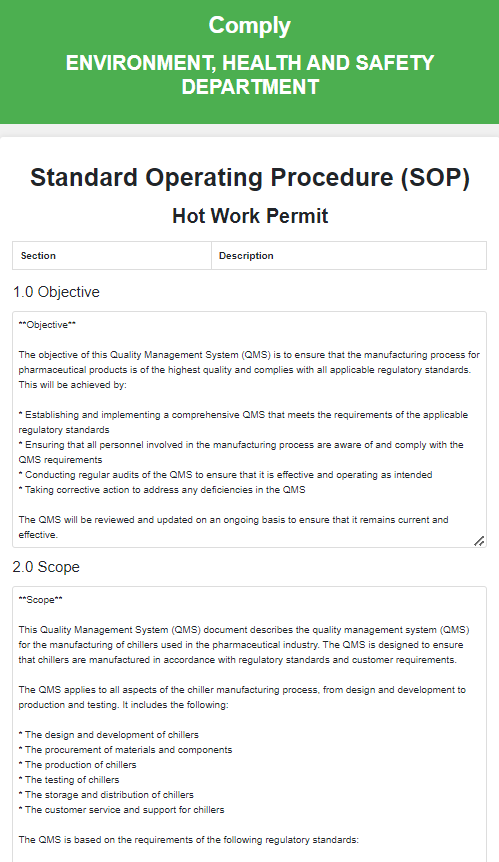 Comply
ENVIRONMENT, HEALTH AND SAFETY
DEPARTMENT
Standard Operating Procedure (SOP)
Hot Work Permit
Section Description
1.0 Objective
**Objective**
The objective of this Quality Management System (QMS) is to ensure that the manufacturing process for
pharmaceutical products is of the highest quality and complies with all applicable regulatory standards.
This will be achieved by:
* Establishing and implementing a comprehensive QMS that meets the requirements of the applicable
regulatory standards
* Ensuring that all personnel involved in the manufacturing process are aware of and comply with the
QMS requirements
* Conducting regular audits of the QMS to ensure that it is effective and operating as intended
* Taking corrective action to address any deficiencies in the QMS
The QMS will be reviewed and updated on an ongoing basis to ensure that it remains current and
effective.
2.0 Scope
**Scope**
This Quality Management System (QMS) document describes the quality management system (QMS)
for the manufacturing of chillers used in the pharmaceutical industry. The QMS is designed to ensure
that chillers are manufactured in accordance with regulatory standards and customer requirements.
The QMS applies to all aspects of the chiller manufacturing process, from design and development to
production and testing. It includes the following:
* The design and development of chillers
* The procurement of materials and components
* The production of chillers
* The testing of chillers
* The storage and distribution of chillers
* The customer service and support for chillers
The QMS is based on the requirements of the following regulatory standards: